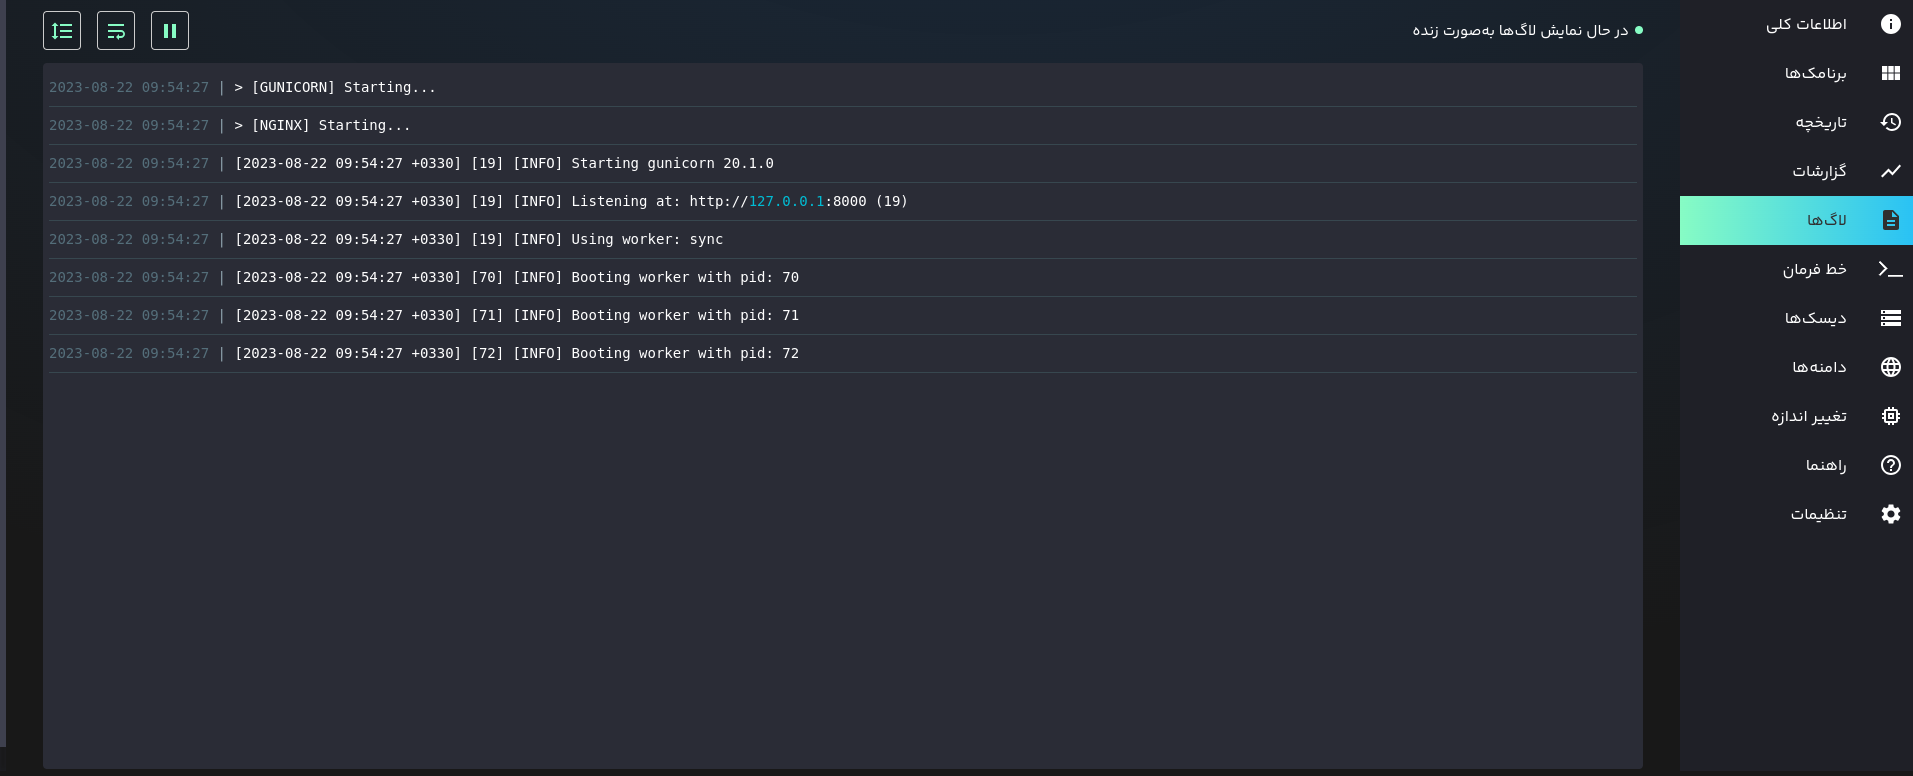 در حال نمایش لاگ‌ها به‌صورت زنده
2023-08-22 09:54:27 | > [GUNICORN] Starting...
2023-08-22 09:54:27 | > [NGINX] Starting...
2023-08-22 09:54:27 | [2023-08-22 09:54:27 +0330] [19] [INFO] Starting gunicorn 20.1.0
2023-08-22 09:54:27 | [2023-08-22 09:54:27 +0330] [19] [INFO] Listening at: http://127.0.0.1:8000 (19)
2023-08-22 09:54:27 | [2023-08-22 09:54:27 +0330] [19] [INFO] Using worker: sync
2023-08-22 09:54:27 | [2023-08-22 09:54:27 +0330] [70] [INFO] Booting worker with pid: 70
2023-08-22 09:54:27 | [2023-08-22 09:54:27 +0330] [71] [INFO] Booting worker with pid: 71
2023-08-22 09:54:27 | [2023-08-22 09:54:27 +0330] [72] [INFO] Booting worker with pid: 72
اطلاعات کلی
برنامک‌ها
تاریخچه
گزارشات
لاگ‌ها
خط فرمان
دیسک‌ها
دامنه‌ها
تغییر اندازه
راهنما
تنظیمات